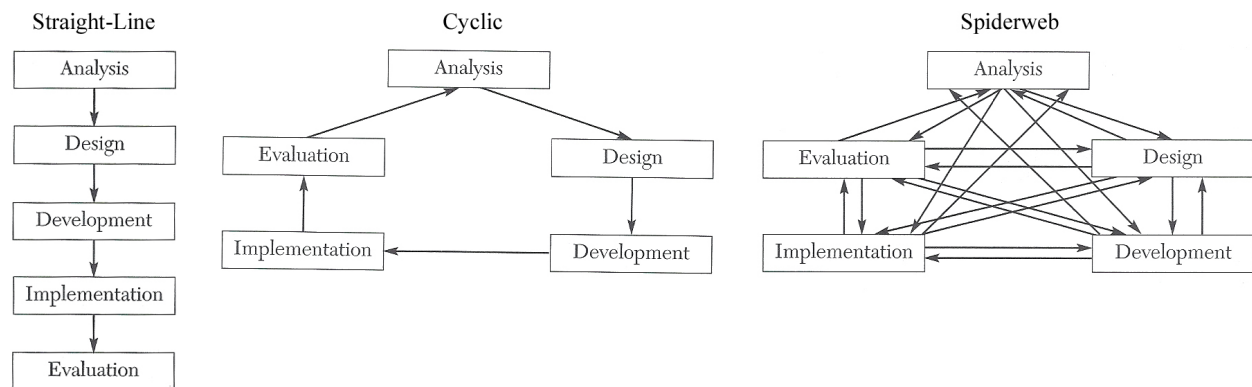 Straight-Line
Analysis
Design
Development
Implementation
Evaluation
Cyclic
Analysis
Evaluation
Design
Implementation
Development
Spiderweb
Analysis
Evaluation
Design
Implementation
Development